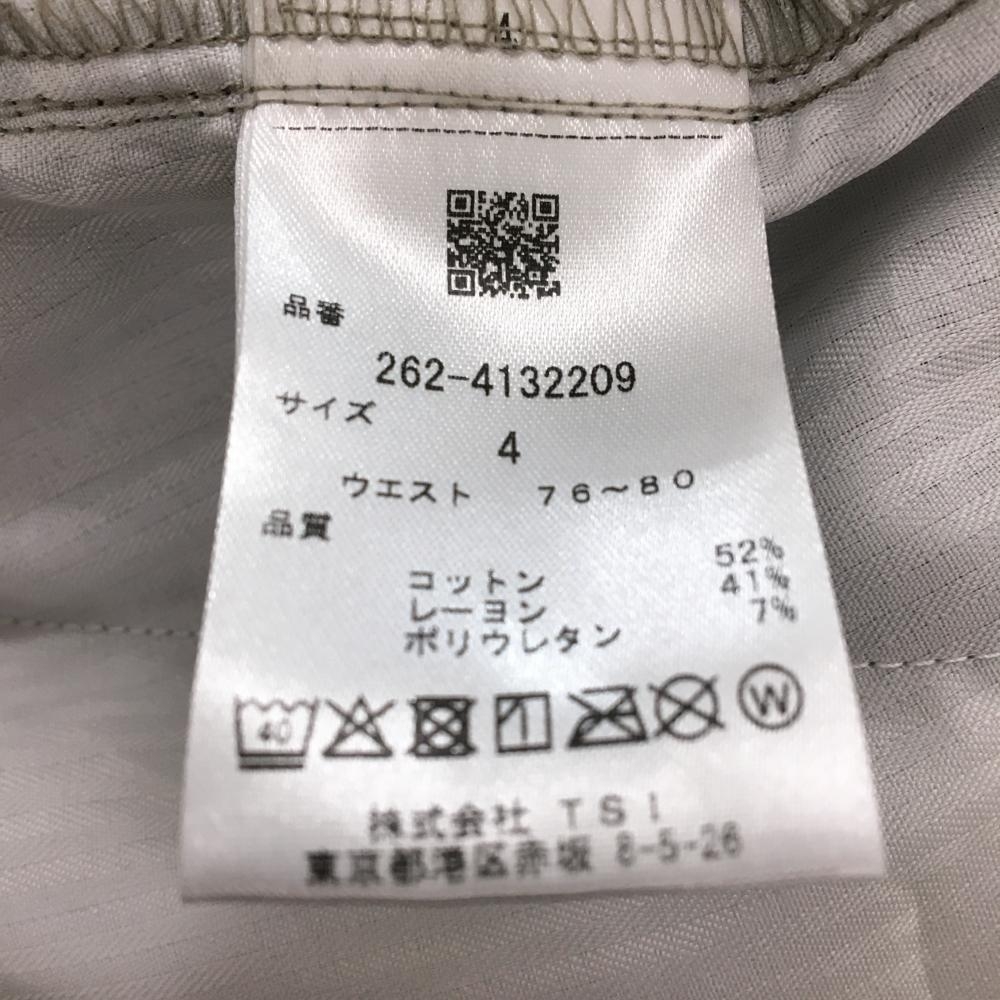 4
品番
262-4132209
サイズ
4
ウエスト 76~80
品質
コットン 52%
レーヨン 41%
ポリウレタン 7%
40
W
株式会社 TSI
東京都港区赤坂 8-5-26